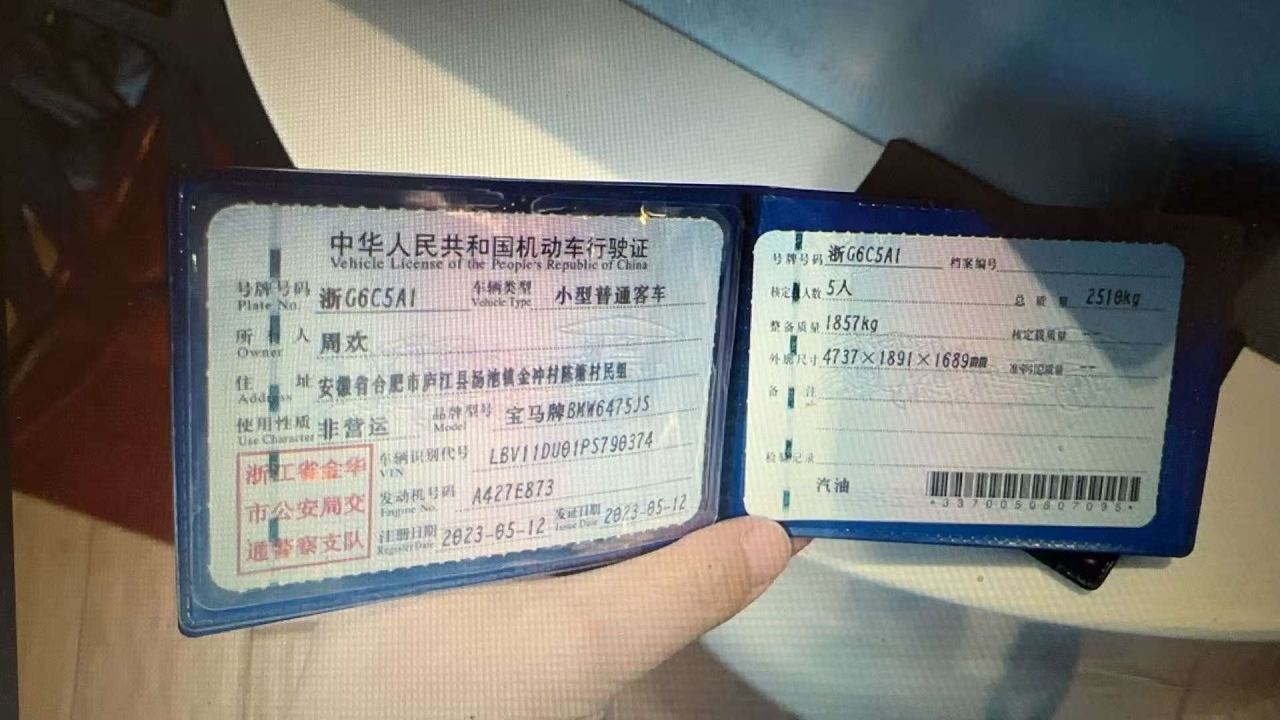 中华人民共和国机动车行驶证
Vehicle License of the People's Republic of China
号牌号码 浙G6C5A1 车辆类型 小型普通客车
Plate No. Vehicle Type
所有人 周欢
Owner
住址 安徽省合肥市庐江县汤池镇金冲村陈 村民组
Address
使用性质 非营运 品牌型号 宝马牌BMW6475JS
Use Character Model
浙江省金华
市公安局交
通警察支队
车辆识别代号 LBV11DU01PS790374
VIN
发动机号码 A427E873
Engine No.
注册日期 2023-05-12 发证日期 2023-05-12
Register Date Issue Date
号牌号码 浙G6C5A1 档案编号
核定载人数 5人 总质量 2510kg
整备质量 1857kg 核定载质量 --
外廓尺寸 4737×1891×1689mm 准牵引总质量 --
备注
检验记录
汽油
*3370050807095*